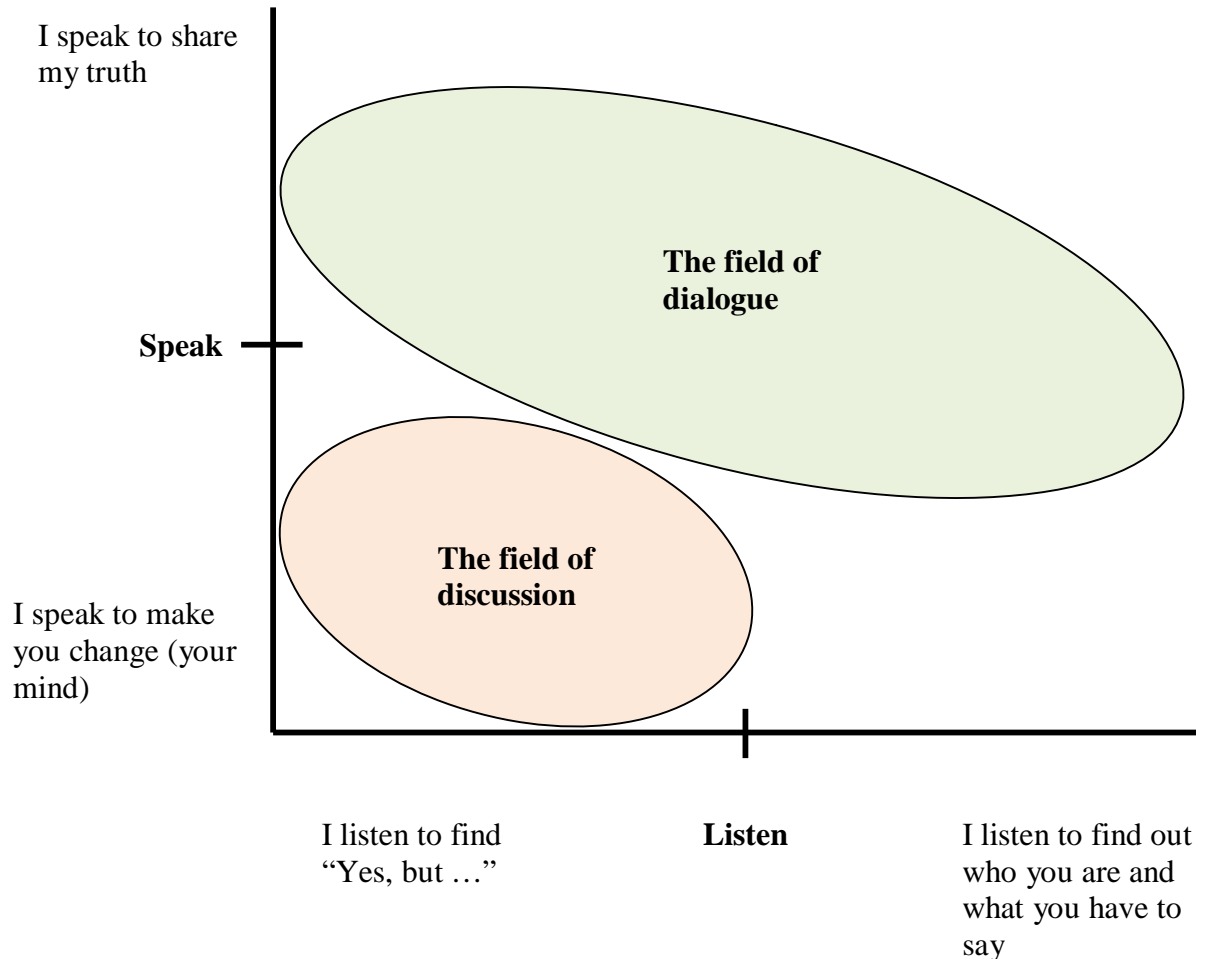 I speak to share
my truth
The field of
dialogue
Speak
The field of
discussion
I speak to make
you change (your
mind)
I listen to find
“Yes, but …”
Listen
I listen to find out
who you are and
what you have to
say